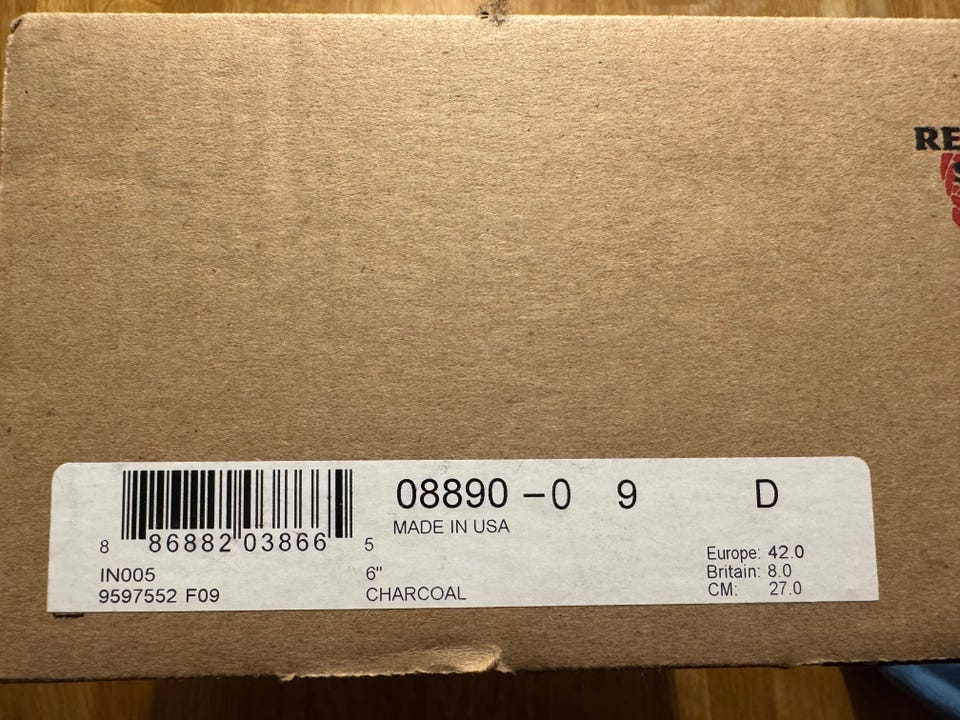 RE
08890 -0 9 D
MADE IN USA
8 86882 03866 5
IN005
9597552 F09
6"
CHARCOAL
Europe: 42.0
Britain: 8.0
CM: 27.0